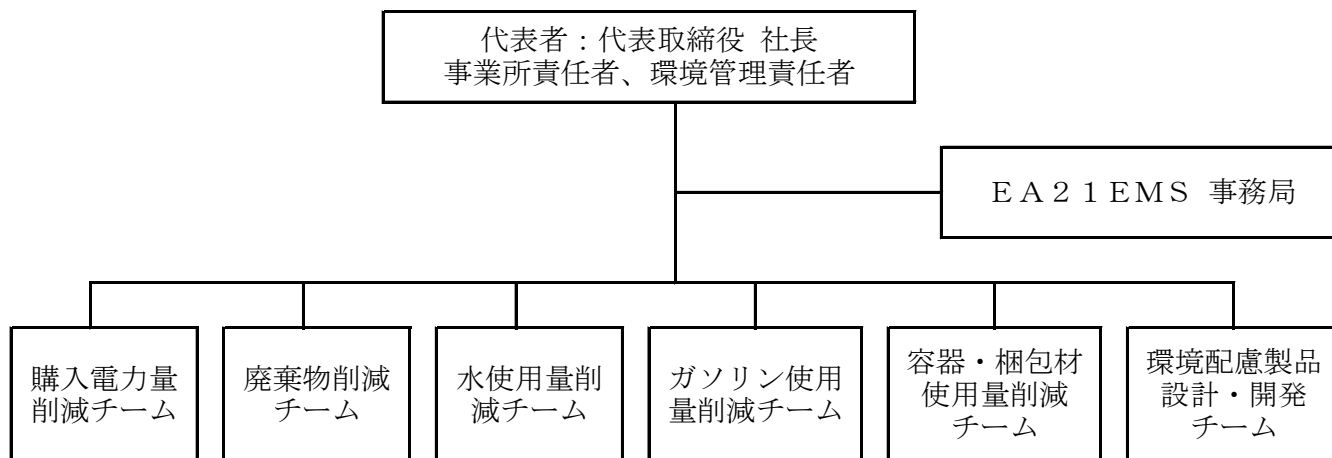 代表者：代表取締役 社長
事業所責任者、環境管理責任者
ＥＡ２１ＥＭＳ 事務局
購入電力量
削減チーム
廃棄物削減
チーム
水使用量削
減チーム
ガソリン使用
量削減チーム
容器・梱包材
使用量削減
チーム
環境配慮製品
設計・開発
チーム